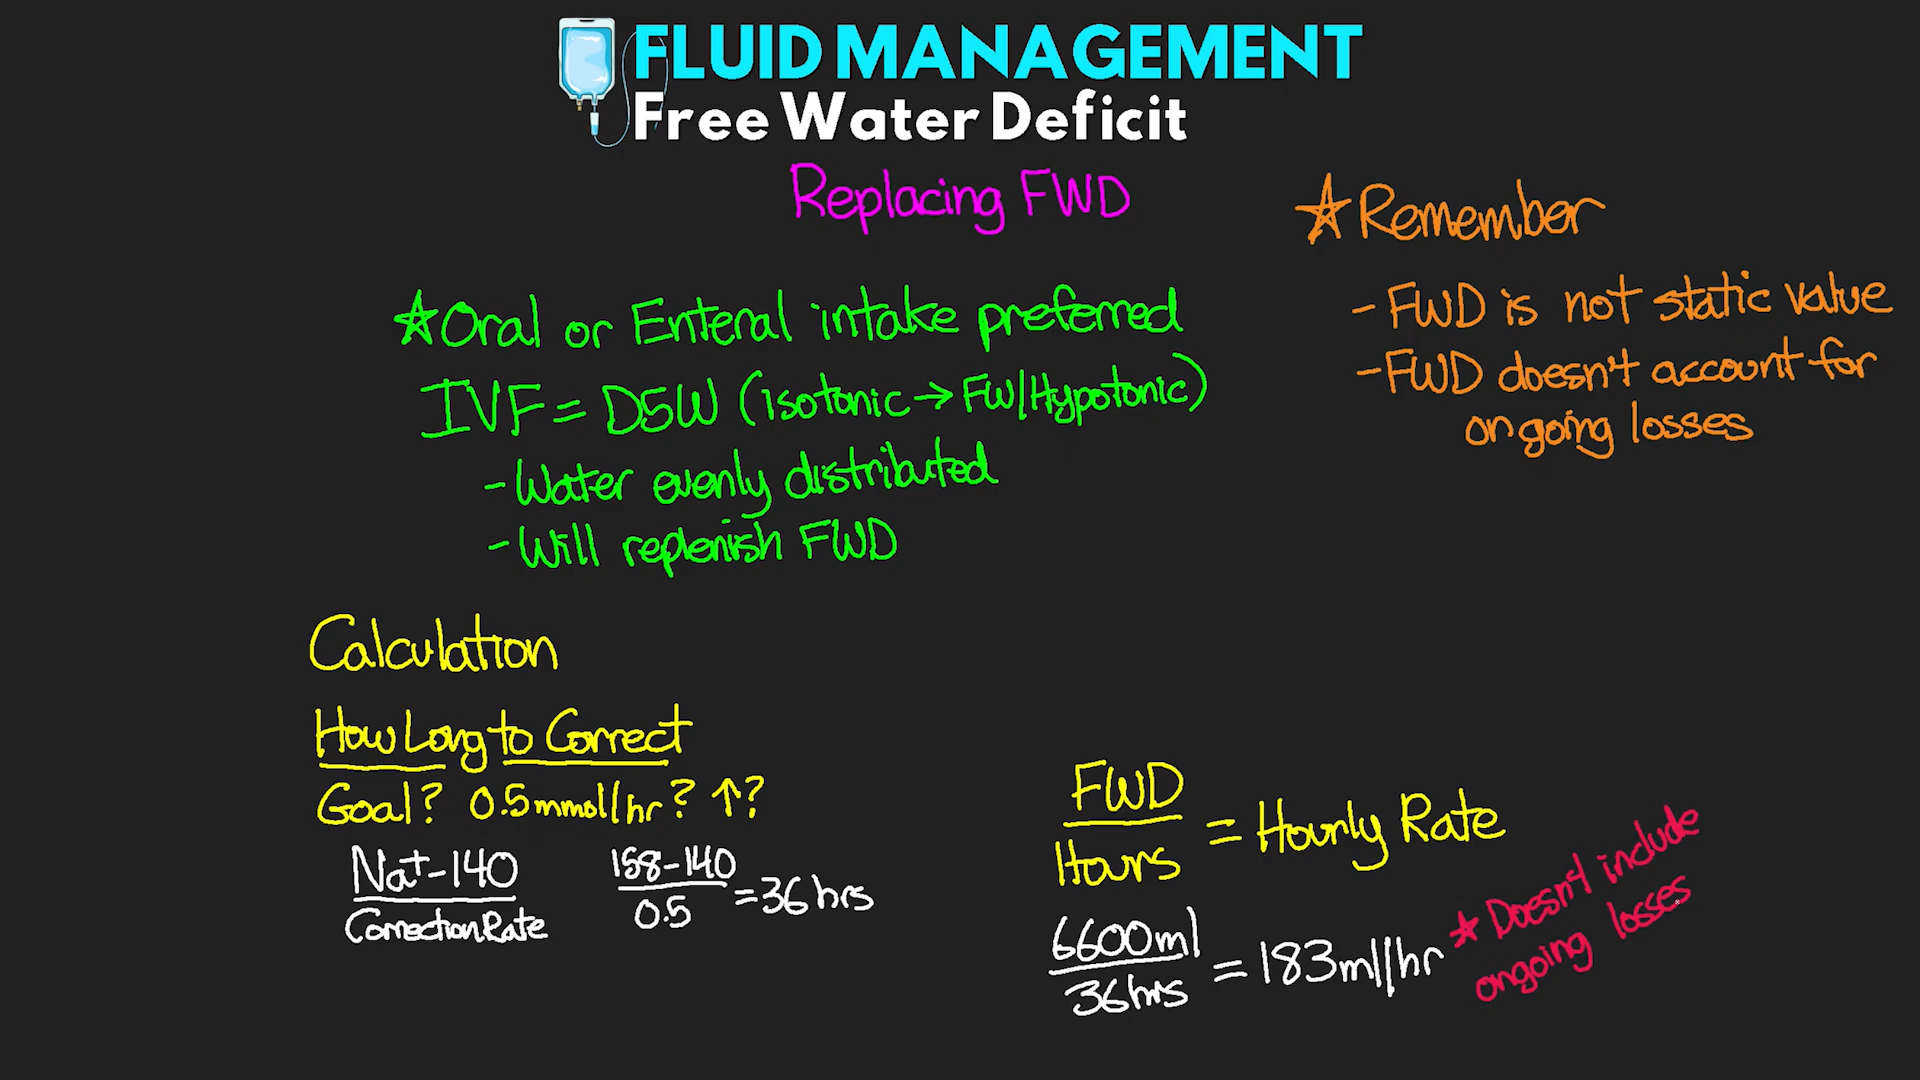 FLUID MANAGEMENT
Free Water Deficit
Replacing FWD
☆Oral or Enteral intake preferred
IVF = D5W (isotonic→FW/Hypotonic)
-Water evenly distributed
-Will replenish FWD
☆Remember
- FWD is not static value
- FWD doesn't account for
ongoing losses
Calculation
How Long to Correct
Goal? 0.5mmol/hr? ↑?
Na+-140
Correction Rate
158-140
0.5
=36hrs
FWD
Hours
= Hourly Rate
6600ml
36hrs
= 183ml/hr
★ Doesn't include
ongoing losses